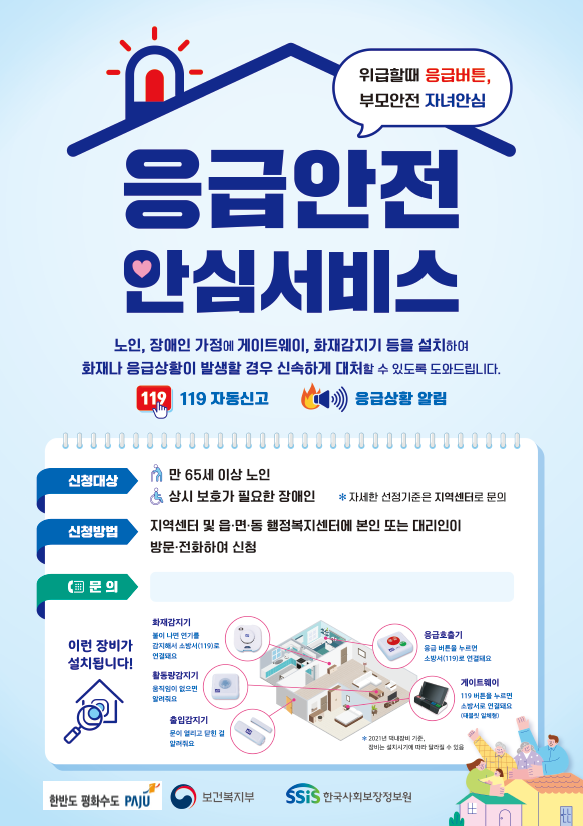 위급할때 응급버튼,
부모안전 자녀안심
응급안전
안심서비스
노인, 장애인 가정에 게이트웨이, 화재감지기 등을 설치하여
화재나 응급상황이 발생할 경우 신속하게 대처할 수 있도록 도와드립니다.
119 119 자동신고 응급상황 알림
신청대상 만 65세 이상 노인
상시 보호가 필요한 장애인 * 자세한 선정기준은 지역센터로 문의
신청방법 지역센터 및 읍·면·동 행정복지센터에 본인 또는 대리인이
방문·전화하여 신청
문 의
이런 장비가
설치됩니다!
화재감지기
불이 나면 연기를
감지해서 소방서(119)로
연결돼요
활동량감지기
움직임이 없으면
알려줘요
출입감지기
문이 열리고 닫힌 걸
알려줘요
응급호출기
응급 버튼을 누르면
소방서(119)로 연결돼요
게이트웨이
119 버튼을 누르면
소방서로 연결돼요
(태블릿 일체형)
* 2021년 댁내장비 기준,
장비는 설치시기에 따라 달라질 수 있음
한반도 평화수도 PAJU 보건복지부 SSiS 한국사회보장정보원